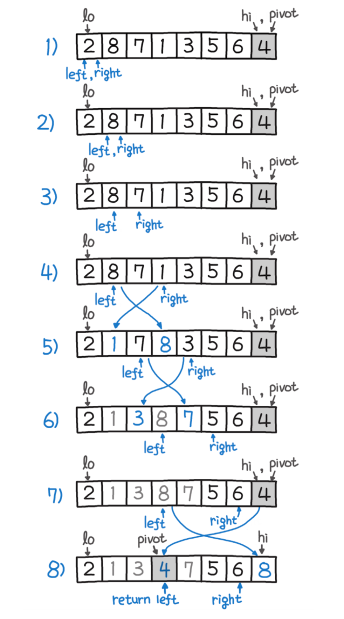 lo hi, pivot
1) 2 8 7 1 3 5 6 4
left, right
lo hi, pivot
2) 2 8 7 1 3 5 6 4
left, right
lo hi, pivot
3) 2 8 7 1 3 5 6 4
left right
lo hi, pivot
4) 2 8 7 1 3 5 6 4
left right
lo hi, pivot
5) 2 1 7 8 3 5 6 4
left right
lo hi, pivot
6) 2 1 3 8 7 5 6 4
left right
lo hi, pivot
7) 2 1 3 8 7 5 6 4
left right
lo pivot hi
8) 2 1 3 4 7 5 6 8
return left right